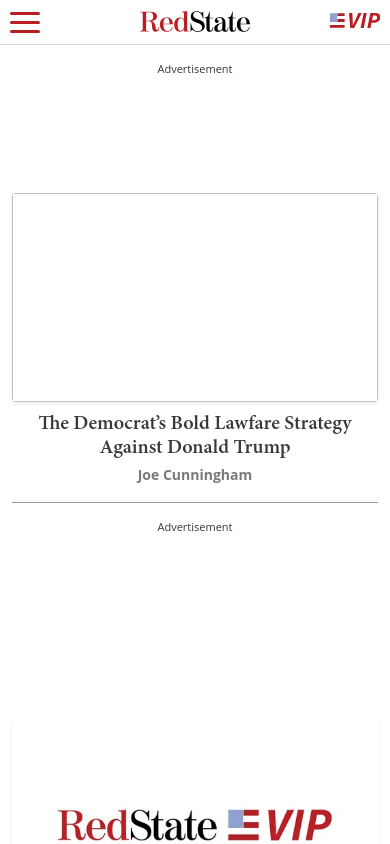 RedState
VIP
Advertisement
The Democrat’s Bold Lawfare Strategy
Against Donald Trump
Joe Cunningham
Advertisement
RedState VIP